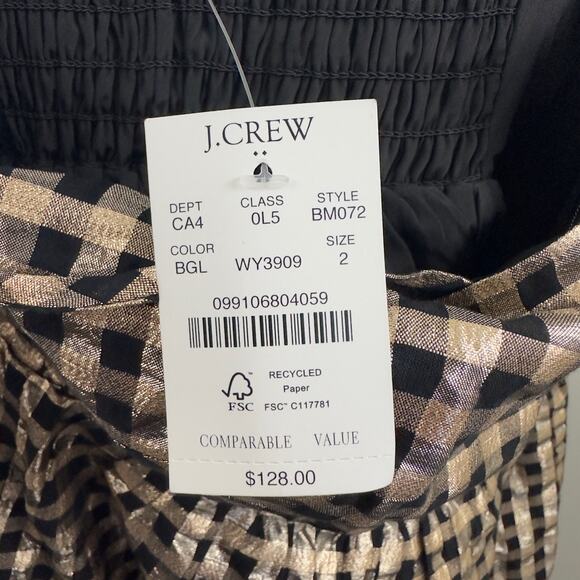 J.CREW
DEPT CLASS STYLE
CA4 0L5 BM072
COLOR SIZE
BGL WY3909 2
099106804059
RECYCLED
Paper
FSC™ C117781
FSC
COMPARABLE VALUE
$128.00